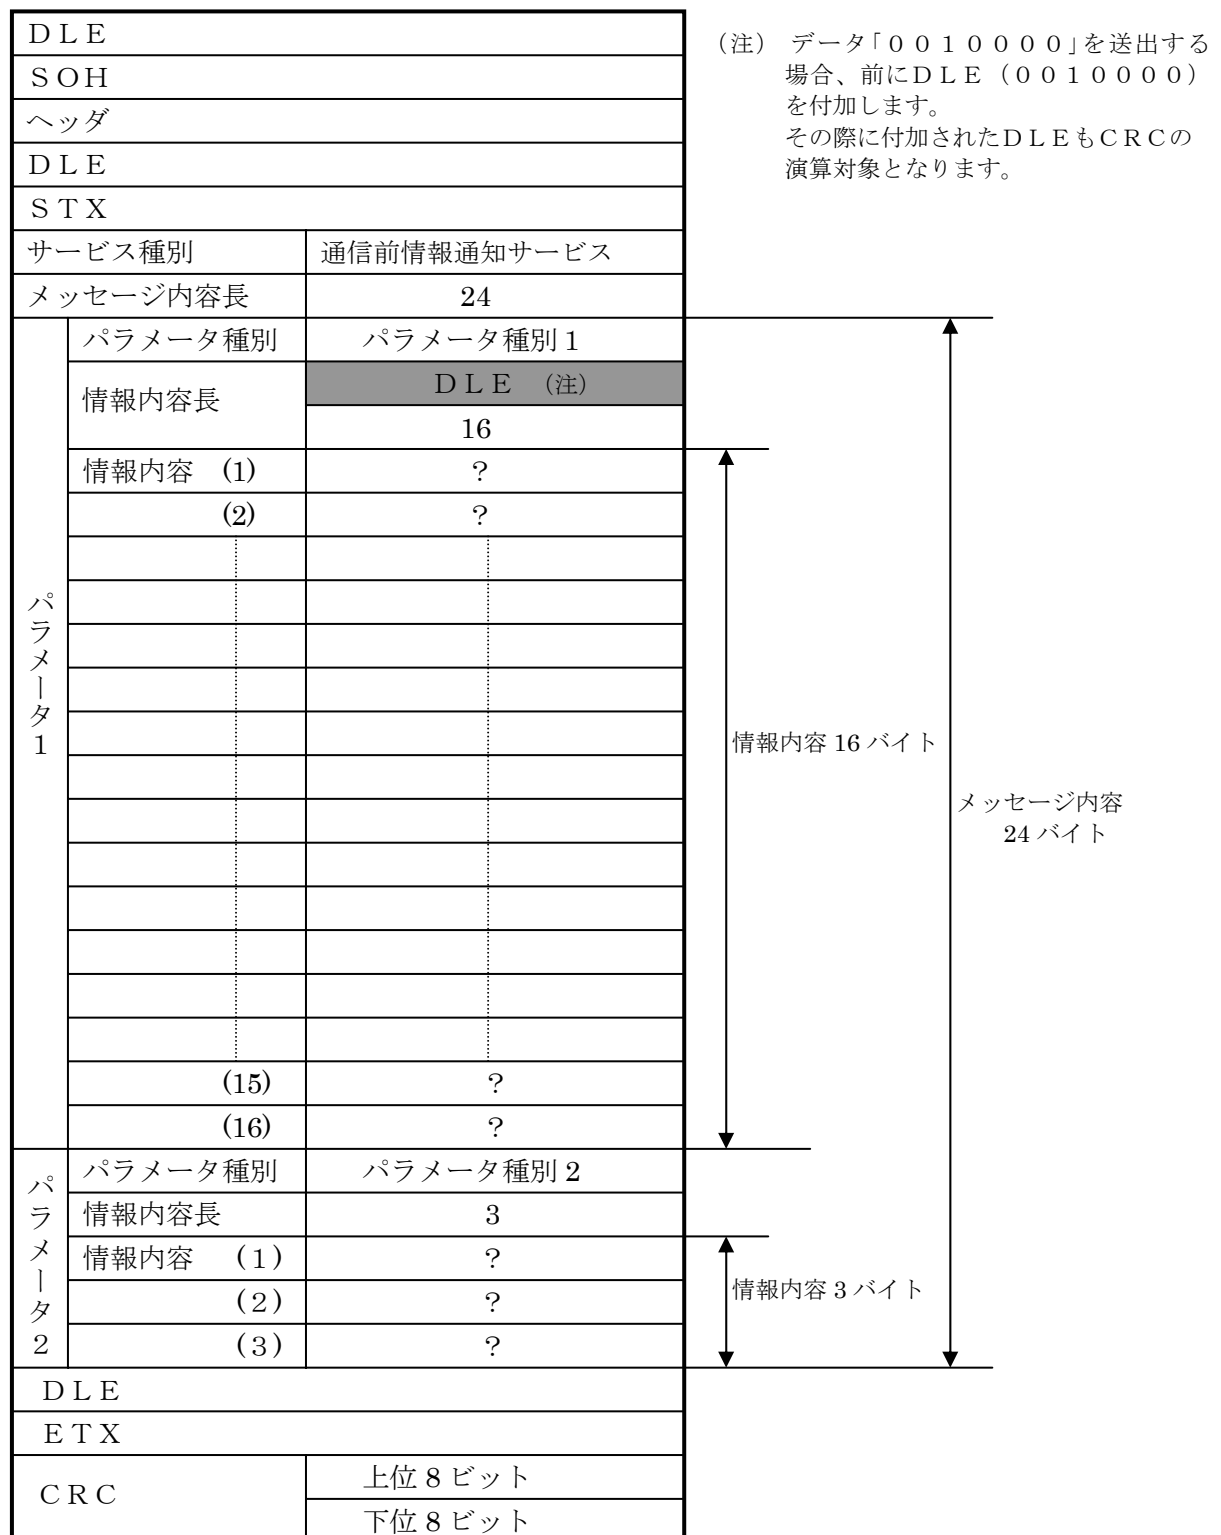 ＤＬＥ
ＳＯＨ
ヘッダ
ＤＬＥ
ＳＴＸ
サービス種別 通信前情報通知サービス
メッセージ内容長 24
パラメータ1
パラメータ種別 パラメータ種別1
情報内容長 ＤＬＥ （注）
16
情報内容 (1) ？
(2) ？
(15) ？
(16) ？
パラメータ2
パラメータ種別 パラメータ種別2
情報内容長 3
情報内容 (１) ？
(２) ？
(３) ？
ＤＬＥ
ＥＴＸ
ＣＲＣ 上位8ビット
下位8ビット
（注） データ「００１００００」を送出する
場合、前にＤＬＥ（００１００００）
を付加します。
その際に付加されたＤＬＥもＣＲＣの
演算対象となります。
情報内容16バイト
メッセージ内容
24バイト
情報内容3バイト